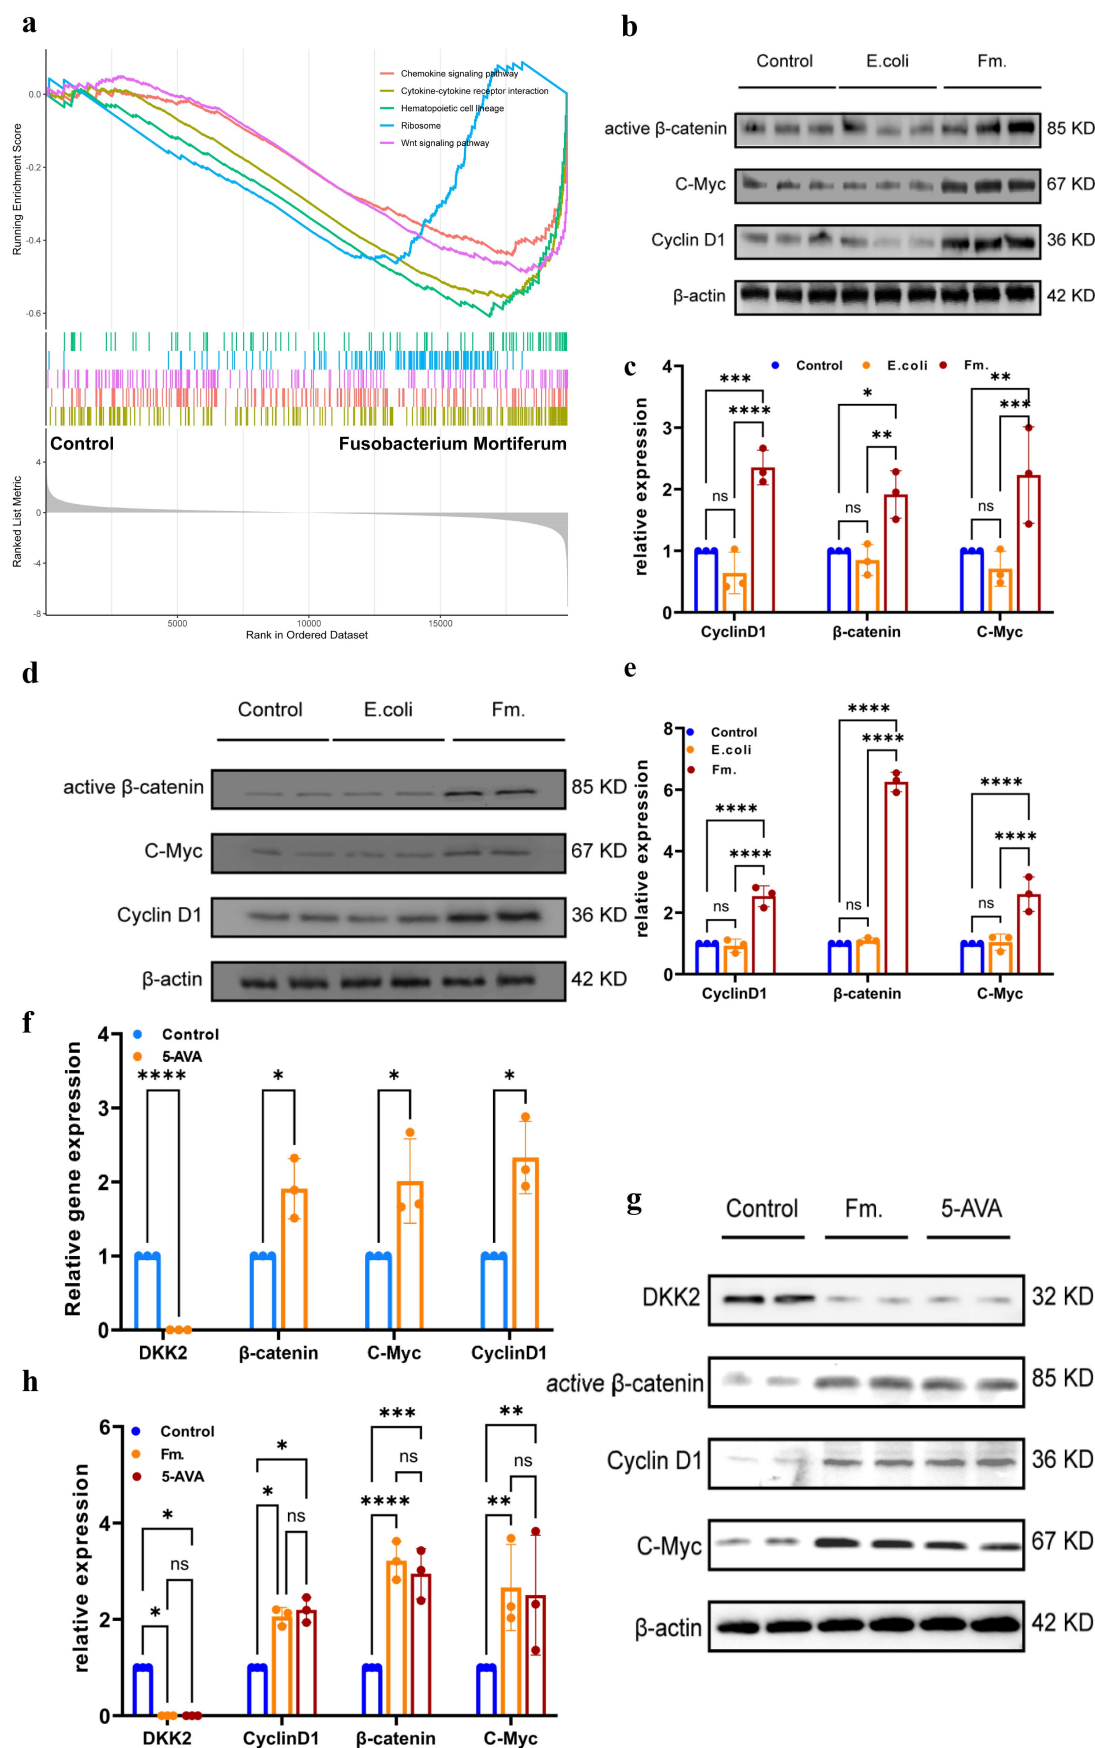 a
Running Enrichment Score
0.0
-0.2
-0.4
-0.6
Chemokine signaling pathway
Cytokine-cytokine receptor interaction
Hematopoietic cell lineage
Ribosome
Wnt signaling pathway
Control
Fusobacterium Mortiferum
Ranked List Metric
4
0
-4
-8
5000
10000
15000
Rank in Ordered Dataset
b
Control
E.coli
Fm.
active β-catenin
85 KD
C-Myc
67 KD
Cyclin D1
36 KD
β-actin
42 KD
c
Control
E.coli
Fm.
relative expression
4
3
2
1
0
***
****
ns
*
**
ns
**
***
ns
CyclinD1
β-catenin
C-Myc
d
Control
E.coli
Fm.
active β-catenin
85 KD
C-Myc
67 KD
Cyclin D1
36 KD
β-actin
42 KD
e
Control
E.coli
Fm.
relative expression
8
6
4
2
0
****
****
ns
****
****
ns
****
****
ns
CyclinD1
β-catenin
C-Myc
f
Control
5-AVA
Relative gene expression
4
3
2
1
0
****
*
*
*
DKK2
β-catenin
C-Myc
CyclinD1
g
Control
Fm.
5-AVA
DKK2
32 KD
active β-catenin
85 KD
Cyclin D1
36 KD
C-Myc
67 KD
β-actin
42 KD
h
Control
Fm.
5-AVA
relative expression
6
4
2
0
*
ns
*
*
*
ns
***
ns
****
**
ns
**
DKK2
CyclinD1
β-catenin
C-Myc